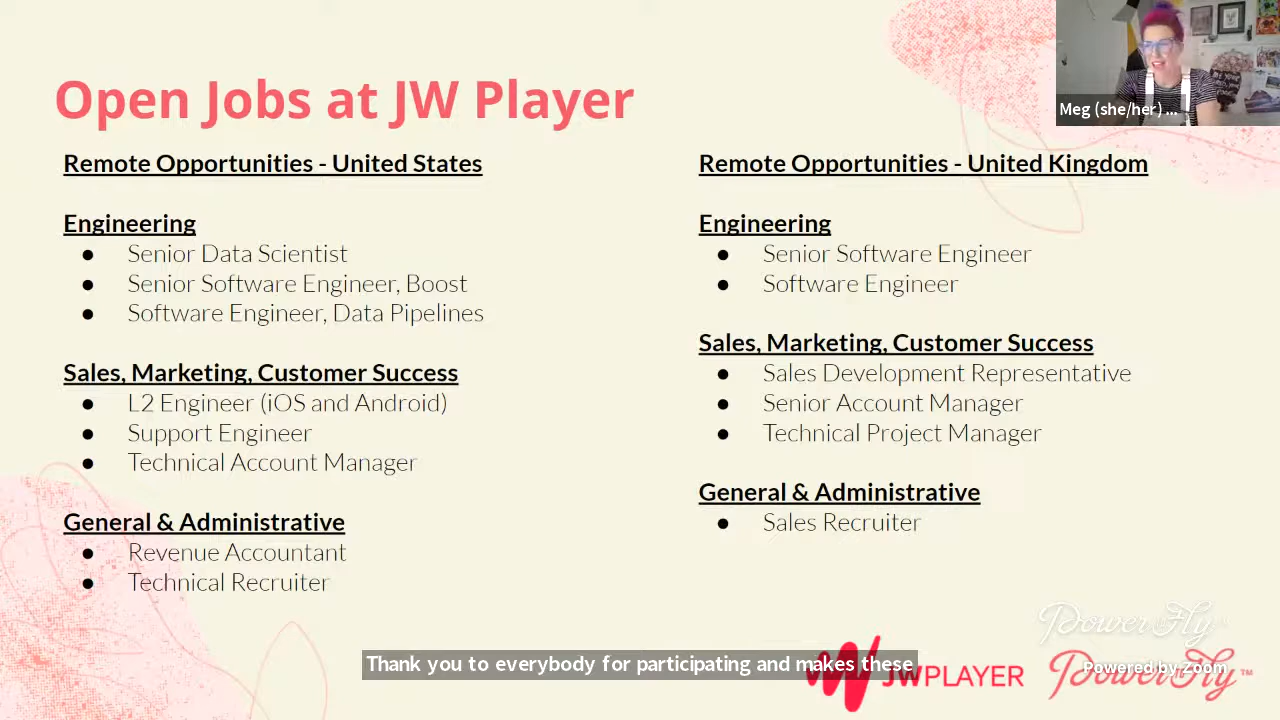 Open Jobs at JW Player
Meg (she/her) ...
Remote Opportunities - United States
Engineering
● Senior Data Scientist
● Senior Software Engineer, Boost
● Software Engineer, Data Pipelines
Sales, Marketing, Customer Success
● L2 Engineer (iOS and Android)
● Support Engineer
● Technical Account Manager
General & Administrative
● Revenue Accountant
● Technical Recruiter
Remote Opportunities - United Kingdom
Engineering
● Senior Software Engineer
● Software Engineer
Sales, Marketing, Customer Success
● Sales Development Representative
● Senior Account Manager
● Technical Project Manager
General & Administrative
● Sales Recruiter
PowerToFly
Thank you to everybody for participating and makes these
JWPLAYER
PowerToFly™
Powered by Zoom